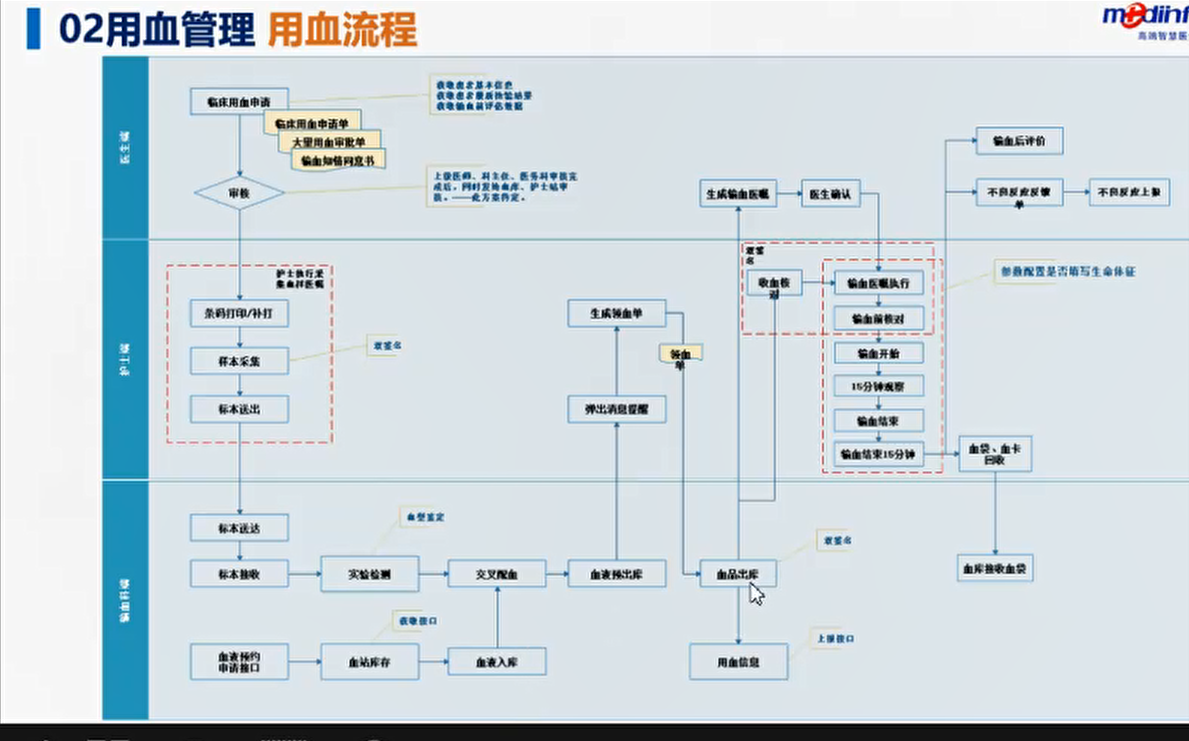 02用血管理 用血流程
medinf
高端智慧医
医生端
临床用血申请
获取患者基本信息
获取患者最新检验结果
获取输血前评估数据
临床用血申请单
大量用血审批单
输血知情同意书
审核
上级医师、科主任、医务科审核完
成后，同时发给血库、护士站审
核。——此方案待定。
生成输血医嘱
医生确认
输血后评价
不良反应反馈
单
不良反应上报
护士端
护士执行采
集血样医嘱
条码打印/补打
样本采集
标本送出
双签名
生成领血单
领血
单
弹出消息提醒
双签
名
收血核
对
输血医嘱执行
输血前核对
输血开始
15分钟观察
输血结束
输血结束15分钟
参数配置是否填写生命体征
血袋、血卡
回收
输血科端
标本送达
标本接收
血型鉴定
实验检测
交叉配血
血液预出库
血品出库
双签名
血库接收血袋
血液预约
申请接口
获取接口
血站库存
血液入库
用血信息
上报接口